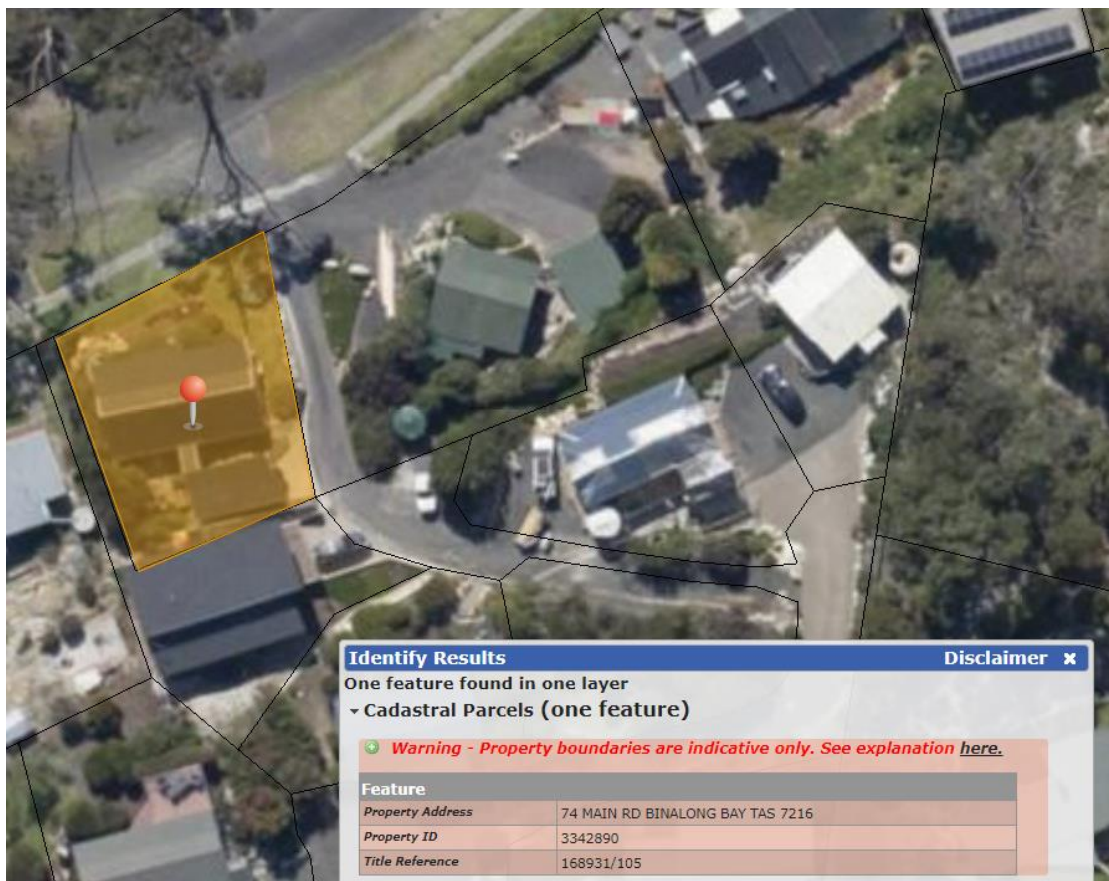 Identify Results Disclaimer ×
One feature found in one layer
Cadastral Parcels (one feature)
Warning - Property boundaries are indicative only. See explanation here.
Feature
Property Address 74 MAIN RD BINALONG BAY TAS 7216
Property ID 3342890
Title Reference 168931/105